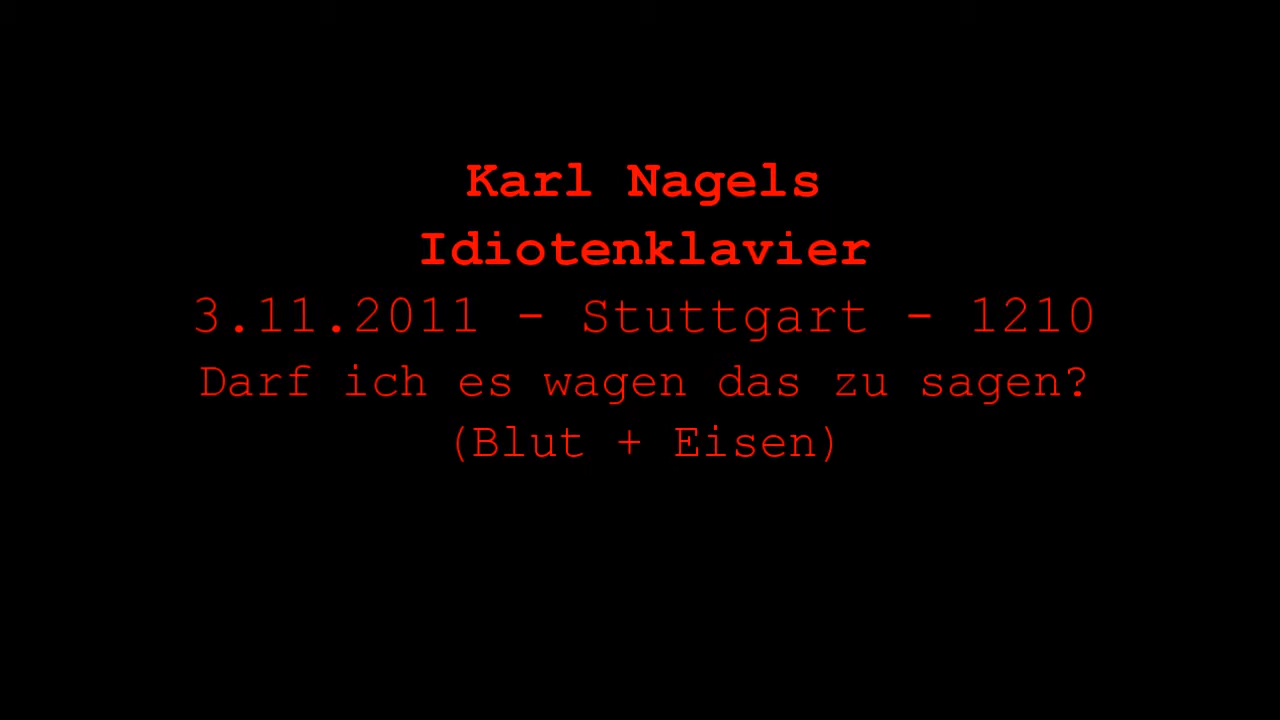 Karl Nagels
Idiotenklavier
3.11.2011 - Stuttgart - 1210
Darf ich es wagen das zu sagen?
(Blut + Eisen)